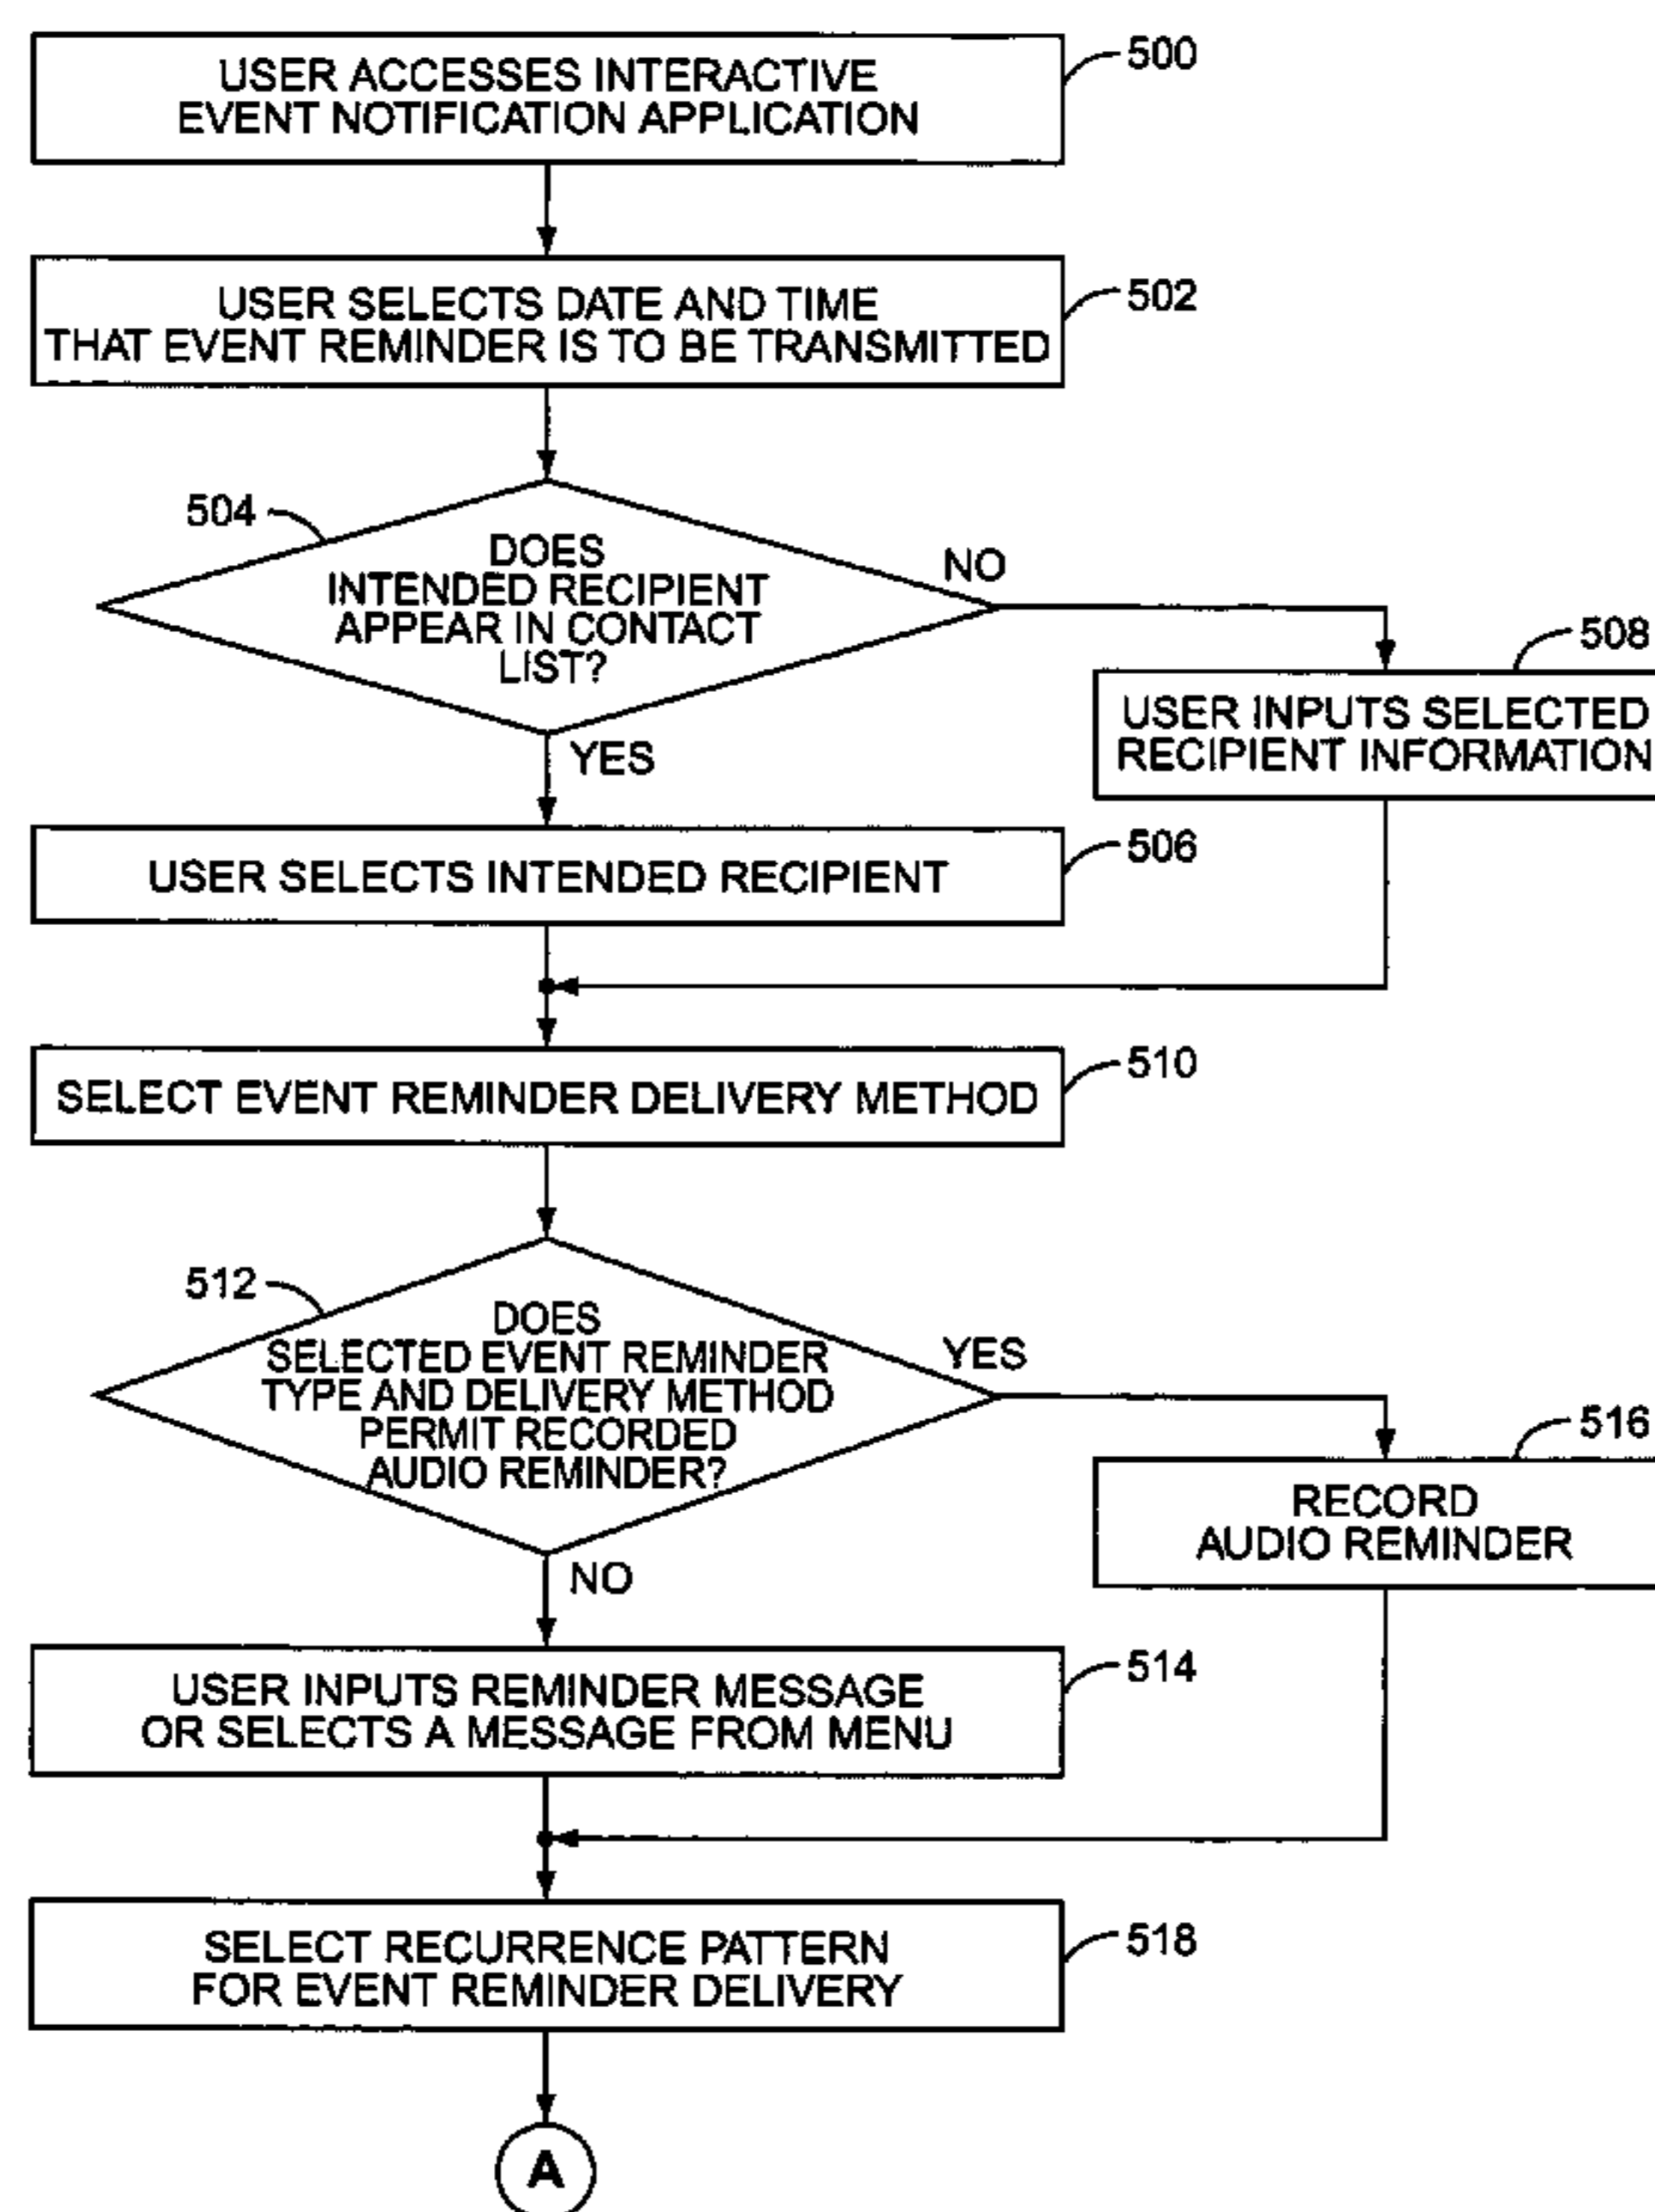 USER ACCESSES INTERACTIVE
EVENT NOTIFICATION APPLICATION
500
USER SELECTS DATE AND TIME
THAT EVENT REMINDER IS TO BE TRANSMITTED
502
504
DOES
INTENDED RECIPIENT
APPEAR IN CONTACT
LIST?
NO
YES
508
USER INPUTS SELECTED
RECIPIENT INFORMATION
USER SELECTS INTENDED RECIPIENT
506
SELECT EVENT REMINDER DELIVERY METHOD
510
512
DOES
SELECTED EVENT REMINDER
TYPE AND DELIVERY METHOD
PERMIT RECORDED
AUDIO REMINDER?
YES
NO
516
RECORD
AUDIO REMINDER
USER INPUTS REMINDER MESSAGE
OR SELECTS A MESSAGE FROM MENU
514
SELECT RECURRENCE PATTERN
FOR EVENT REMINDER DELIVERY
518
A